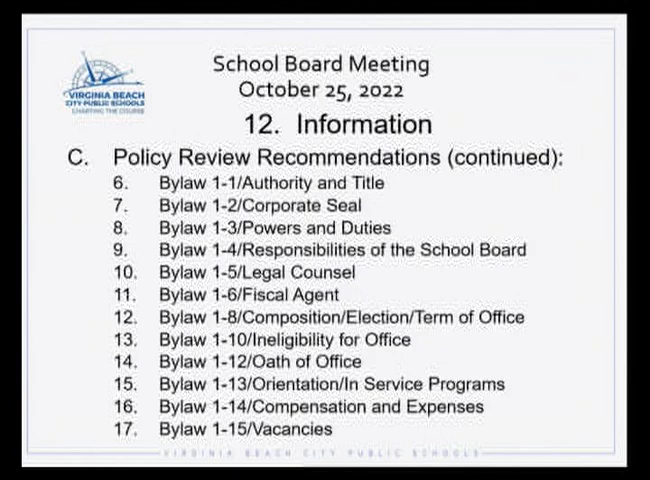 School Board Meeting
October 25, 2022
VIRGINIA BEACH
CITY PUBLIC SCHOOLS
CHARTING THE COURSE
12. Information
C. Policy Review Recommendations (continued):
6. Bylaw 1-1/Authority and Title
7. Bylaw 1-2/Corporate Seal
8. Bylaw 1-3/Powers and Duties
9. Bylaw 1-4/Responsibilities of the School Board
10. Bylaw 1-5/Legal Counsel
11. Bylaw 1-6/Fiscal Agent
12. Bylaw 1-8/Composition/Election/Term of Office
13. Bylaw 1-10/Ineligibility for Office
14. Bylaw 1-12/Oath of Office
15. Bylaw 1-13/Orientation/In Service Programs
16. Bylaw 1-14/Compensation and Expenses
17. Bylaw 1-15/Vacancies
VIRGINIA BEACH CITY PUBLIC SCHOOLS